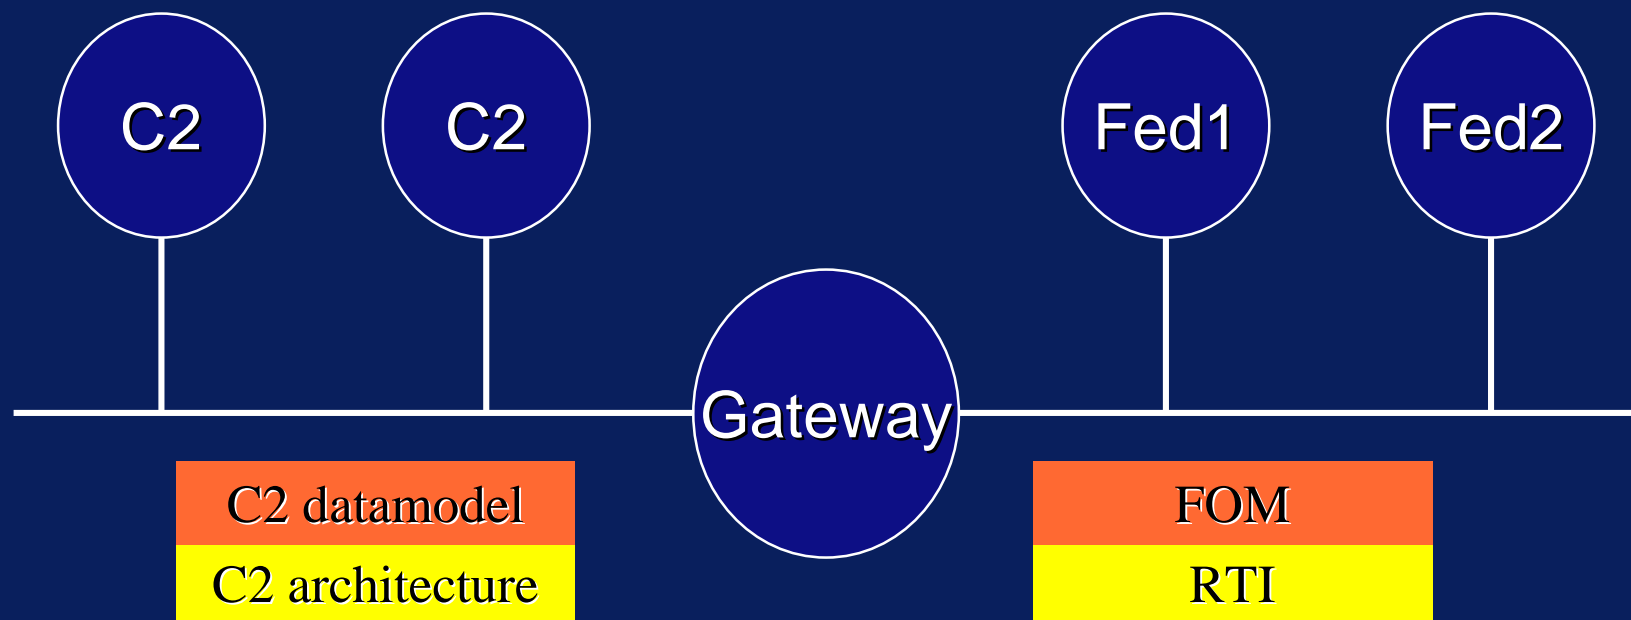 C2
C2
Fed1
Fed2
Gateway
C2 datamodel
C2 architecture
FOM
RTI